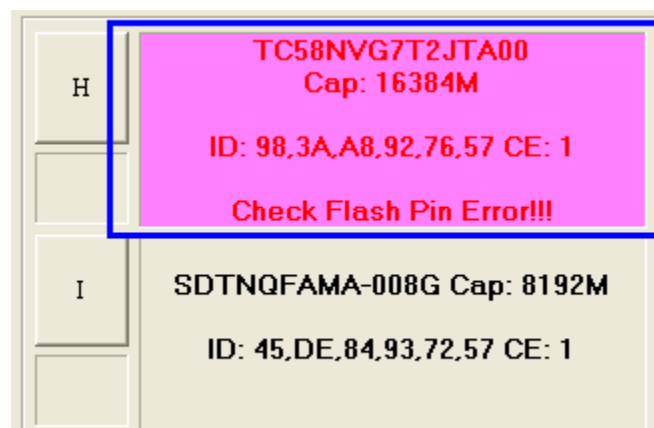 H
TC58NVG7T2JTA00
Cap: 16384M
ID: 98,3A,A8,92,76,57 CE: 1
Check Flash Pin Error!!!
I
SDTNQFAMA-008G Cap: 8192M
ID: 45,DE,84,93,72,57 CE: 1